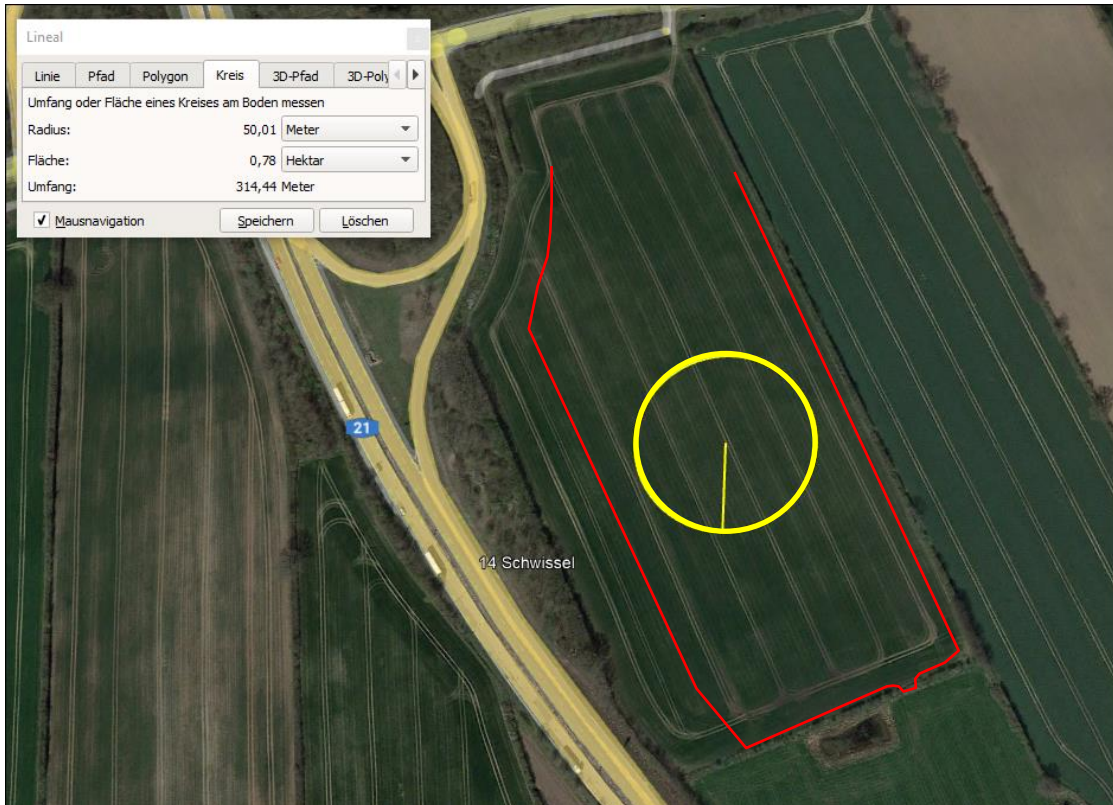 Lineal
Linie Pfad Polygon Kreis 3D-Pfad 3D-Poly
Umfang oder Fläche eines Kreises am Boden messen
Radius: 50,01 Meter
Fläche: 0,78 Hektar
Umfang: 314,44 Meter
Mausnavigation Speichern Löschen
21
14 Schwissel